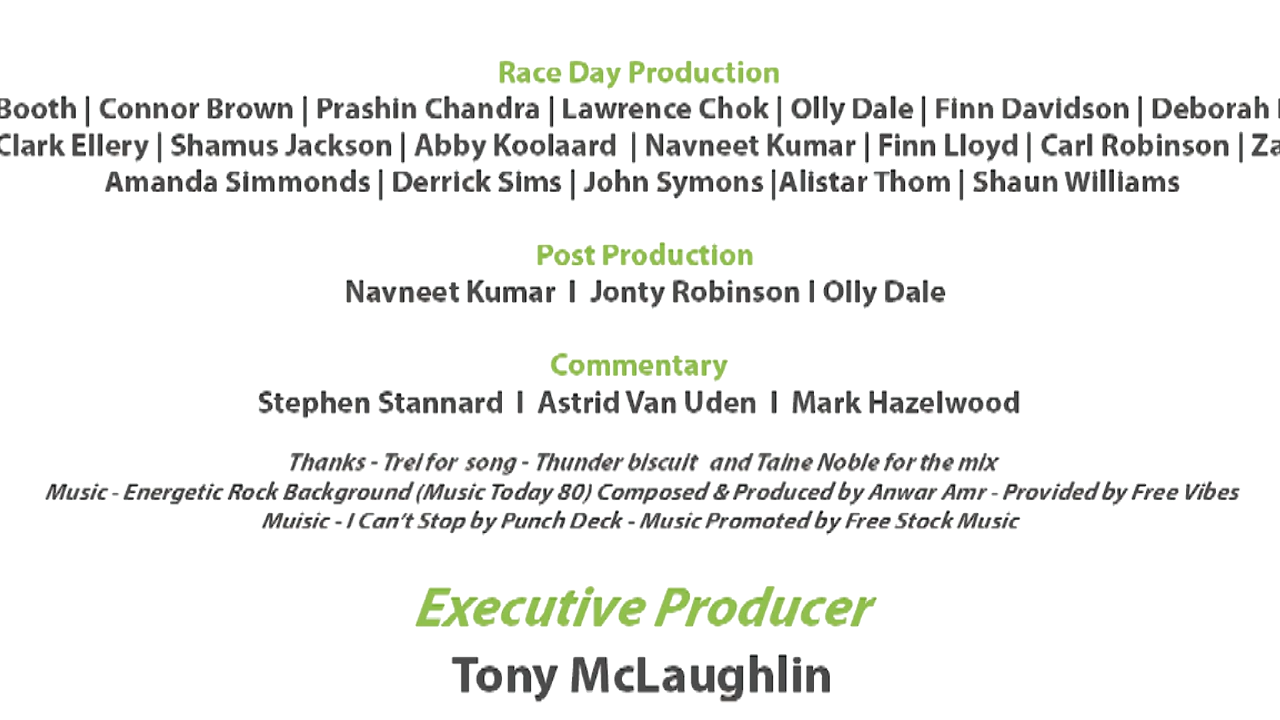 Race Day Production
Booth | Connor Brown | Prashin Chandra | Lawrence Chok | Olly Dale | Finn Davidson | Deborah
Clark Ellery | Shamus Jackson | Abby Koolaard | Navneet Kumar | Finn Lloyd | Carl Robinson | Za
Amanda Simmonds | Derrick Sims | John Symons |Alistar Thom | Shaun Williams
Post Production
Navneet Kumar I Jonty Robinson I Olly Dale
Commentary
Stephen Stannard I Astrid Van Uden I Mark Hazelwood
Thanks - Trei for song - Thunder biscuit and Taine Noble for the mix
Music - Energetic Rock Background (Music Today 80) Composed & Produced by Anwar Amr - Provided by Free Vibes
Muisic - I Can't Stop by Punch Deck - Music Promoted by Free Stock Music
Executive Producer
Tony McLaughlin